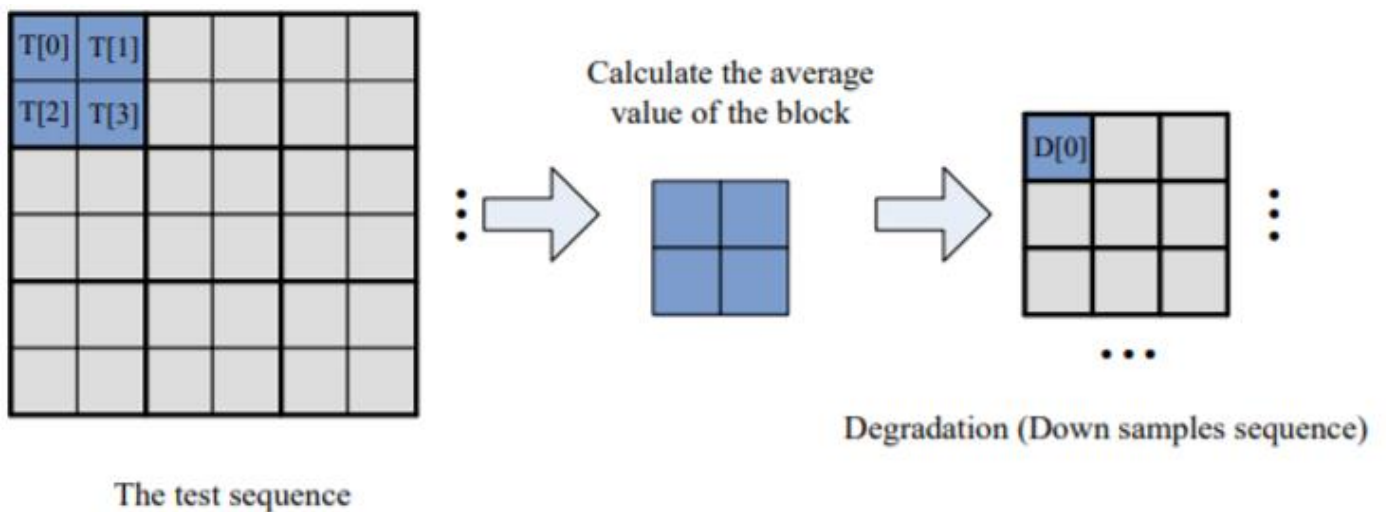 T[0] T[1]
T[2] T[3]
Calculate the average
value of the block
D[0]
Degradation (Down samples sequence)
The test sequence